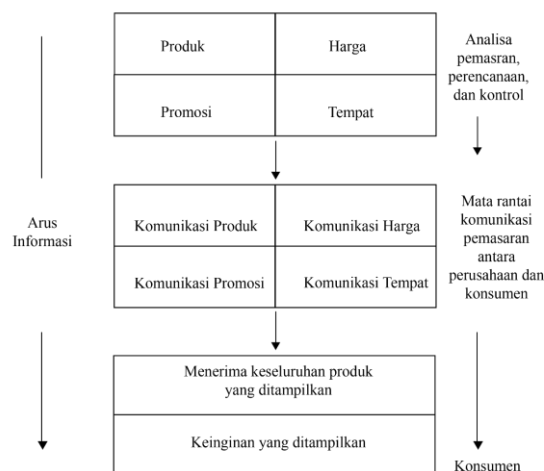 Produk
Harga
Analisa
pemasran,
perencanaan,
dan kontrol
Promosi
Tempat
Arus
Informasi
Komunikasi Produk
Komunikasi Harga
Komunikasi Promosi
Komunikasi Tempat
Mata rantai
komunikasi
pemasaran
antara
perusahaan dan
konsumen
Menerima keseluruhan produk
yang ditampilkan
Keinginan yang ditampilkan
Konsumen